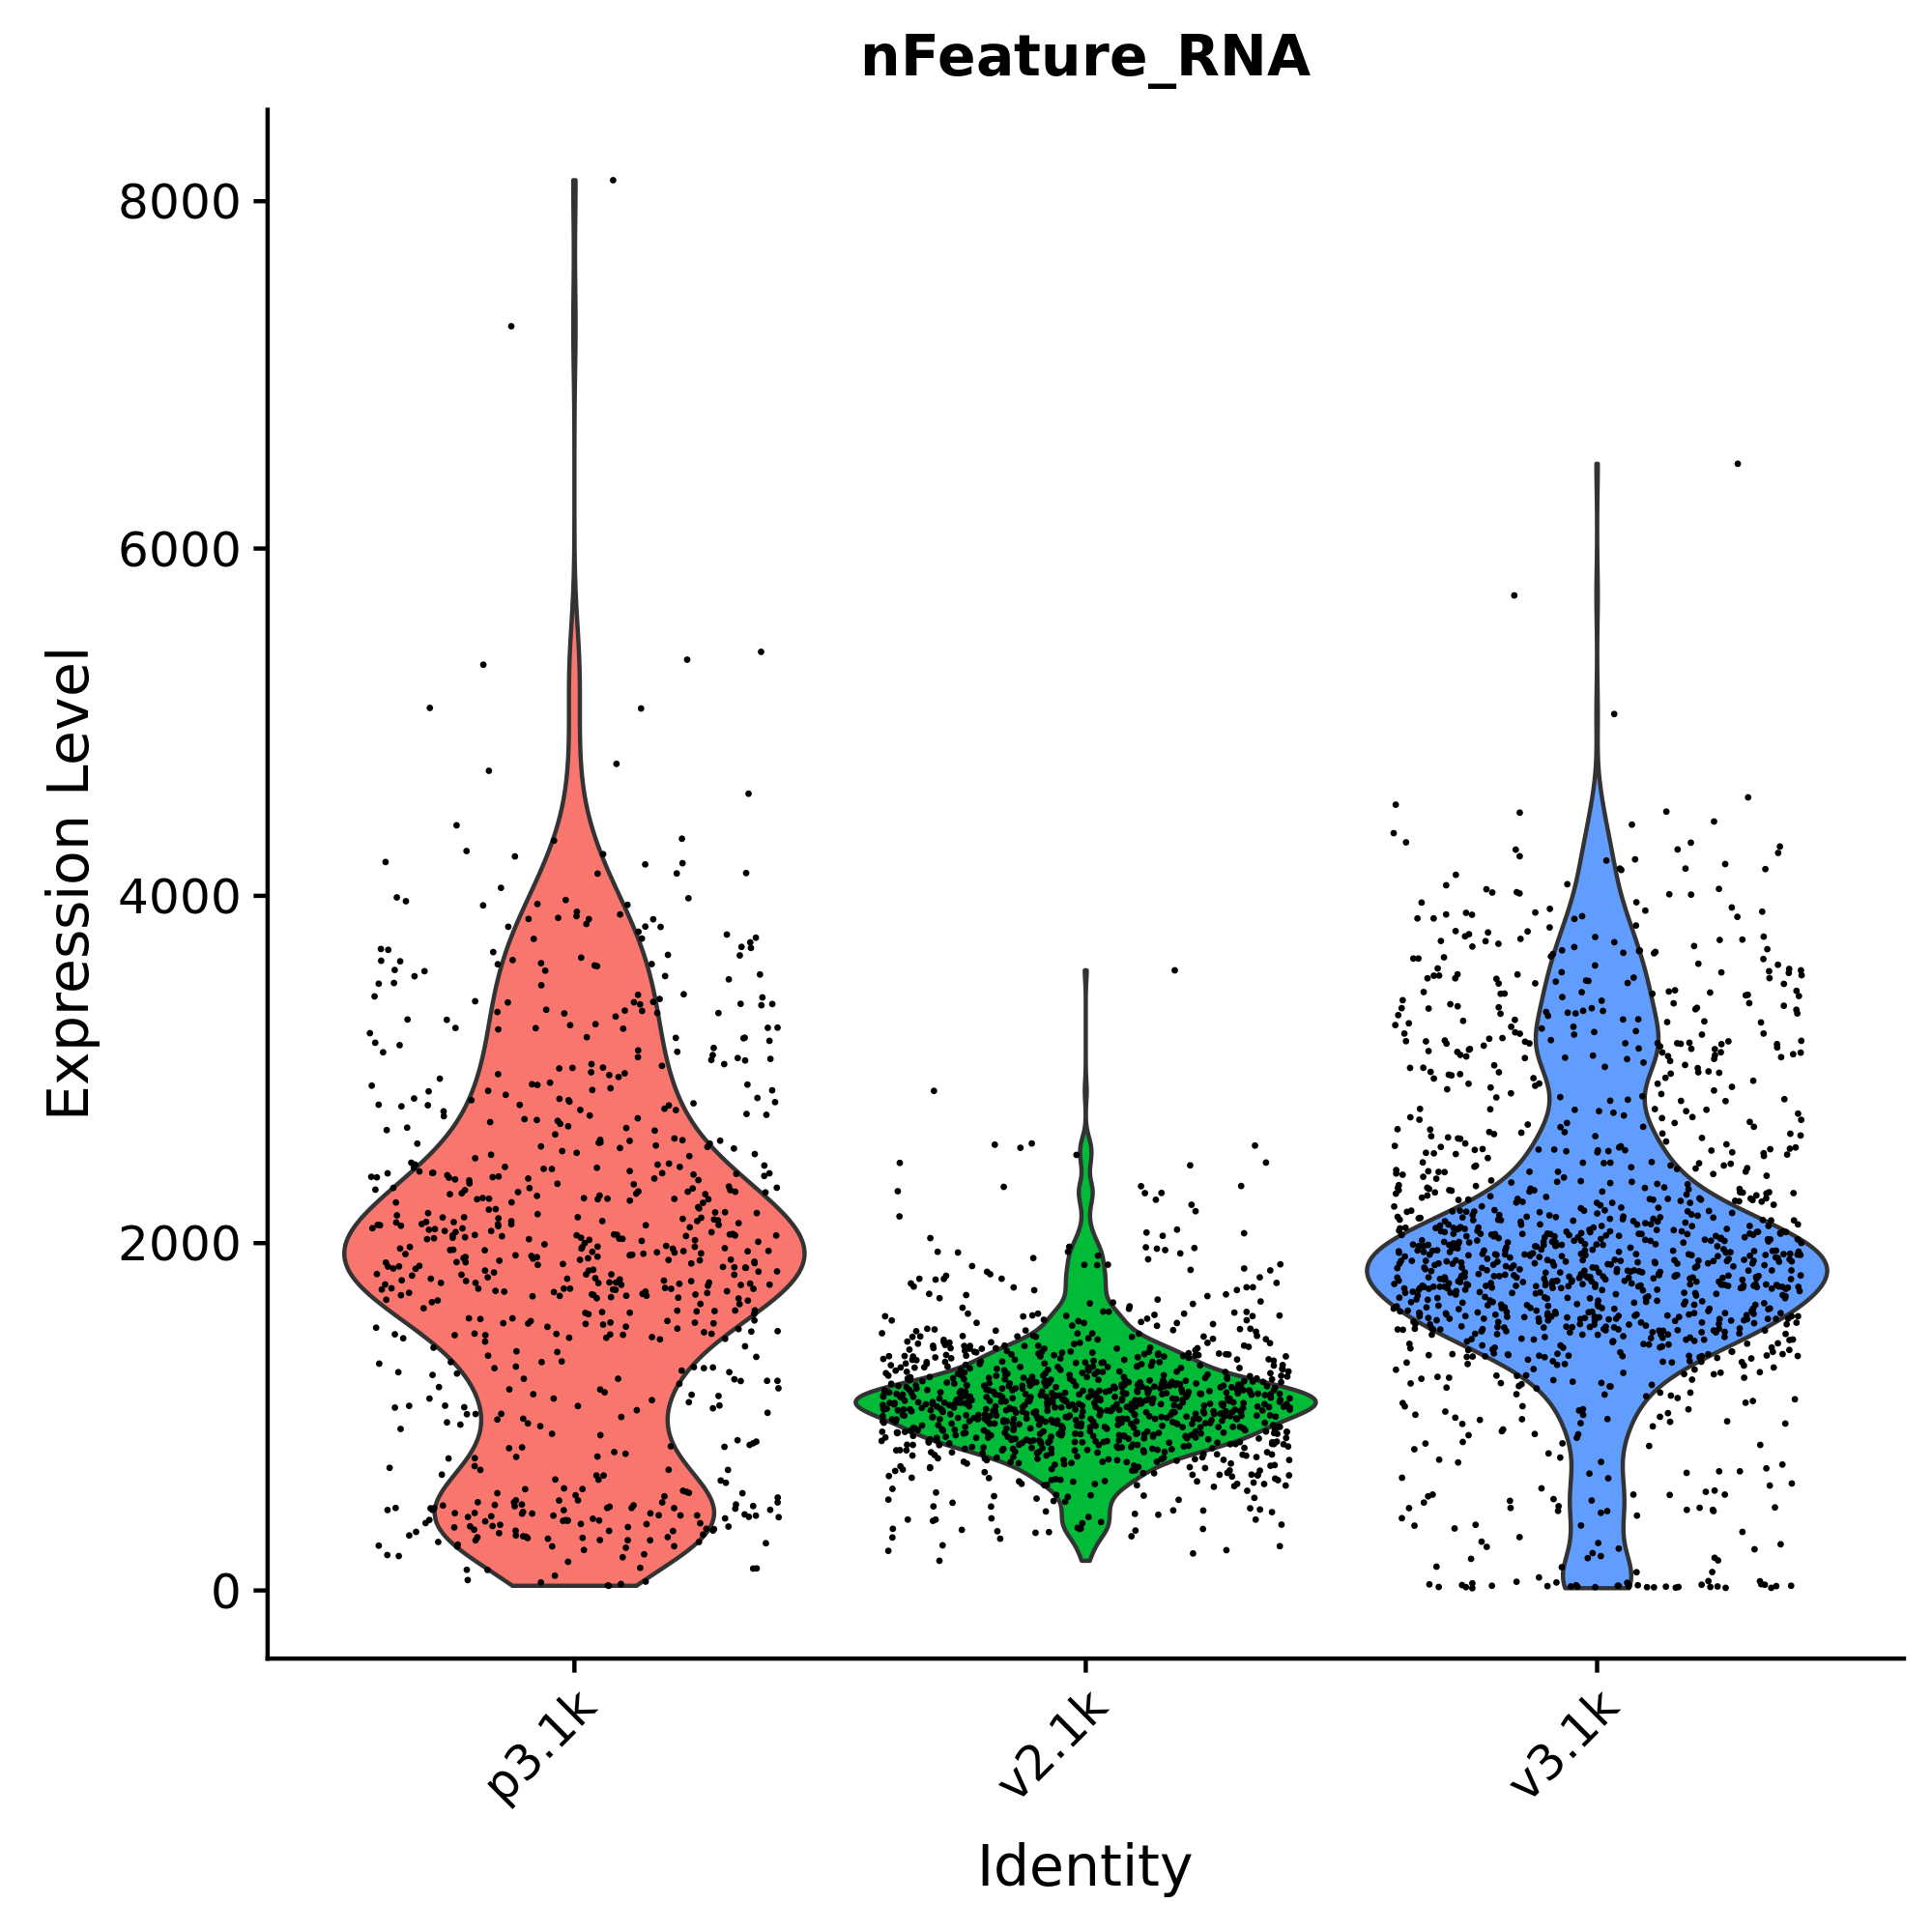 nFeature_RNA
Expression Level
8000
6000
4000
2000
0
p3.1k
v2.1k
v3.1k
Identity